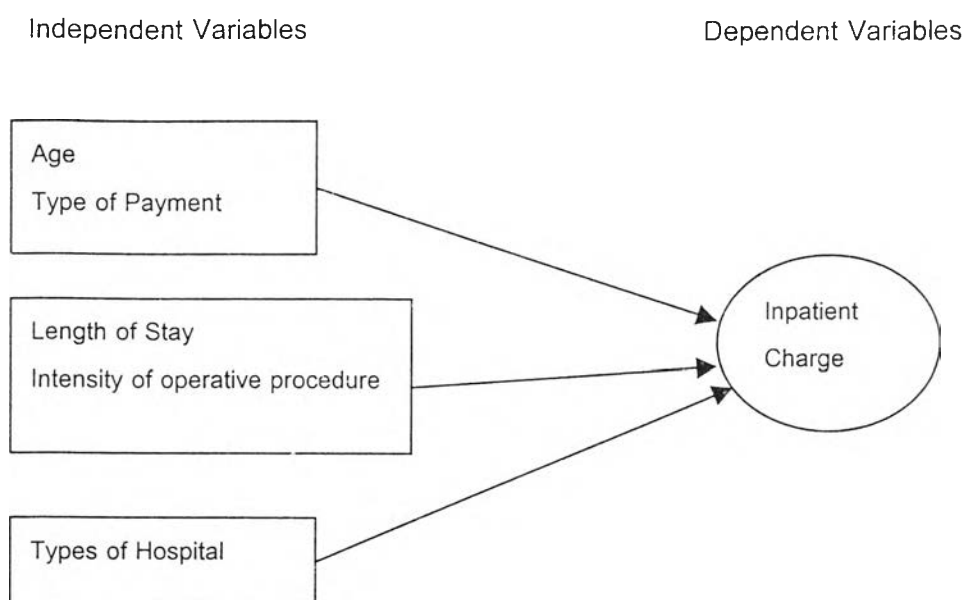 Independent Variables
Dependent Variables
Age
Type of Payment
Length of Stay
Intensity of operative procedure
Inpatient
Charge
Types of Hospital